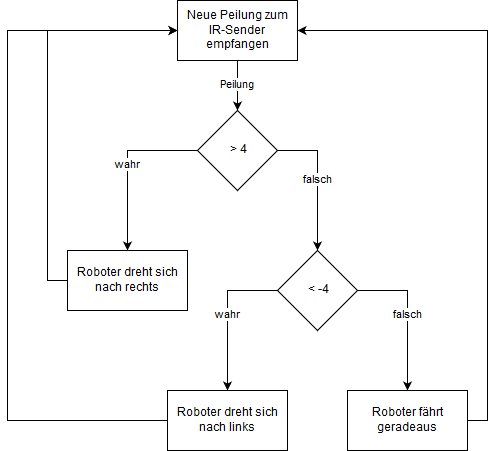 Neue Peilung zum
IR-Sender
empfangen
Peilung
> 4
wahr
falsch
Roboter dreht sich
nach rechts
< -4
wahr
falsch
Roboter dreht sich
nach links
Roboter fährt
geradeaus